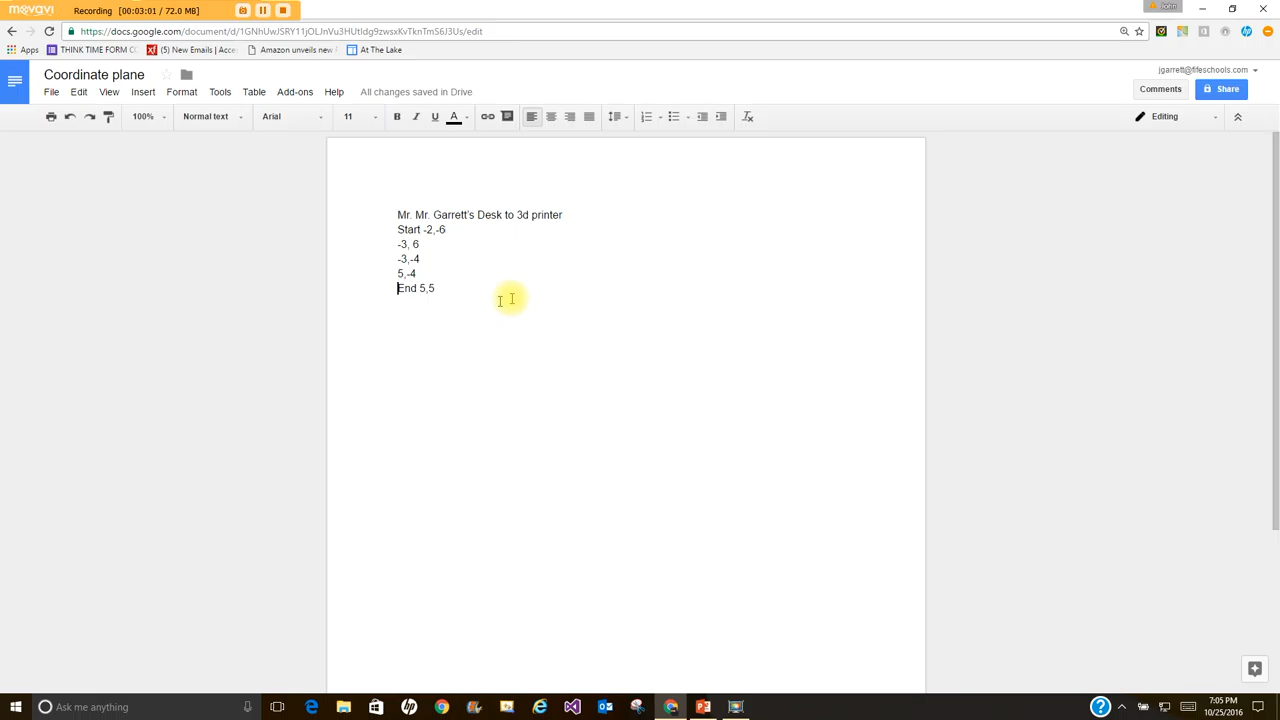 movavi Recording [00:03:01 / 72.0 MB] John
https://docs.google.com/document/d/1GNhUwJSRY11jOLJnVu3HUtldg9zwsxKvTknTmS6J3Us/edit
Apps THINK TIME FORM (5) New Emails | Acce Amazon unveils new At The Lake
Coordinate plane
jgarrett@fifeschools.com
File Edit View Insert Format Tools Table Add-ons Help All changes saved in Drive
Comments Share
100% Normal text Arial 11 B I U A Editing
Mr. Mr. Garrett's Desk to 3d printer
Start -2,-6
-3, 6
-3,-4
5,-4
End 5,5
Ask me anything
7:05 PM
10/25/2016